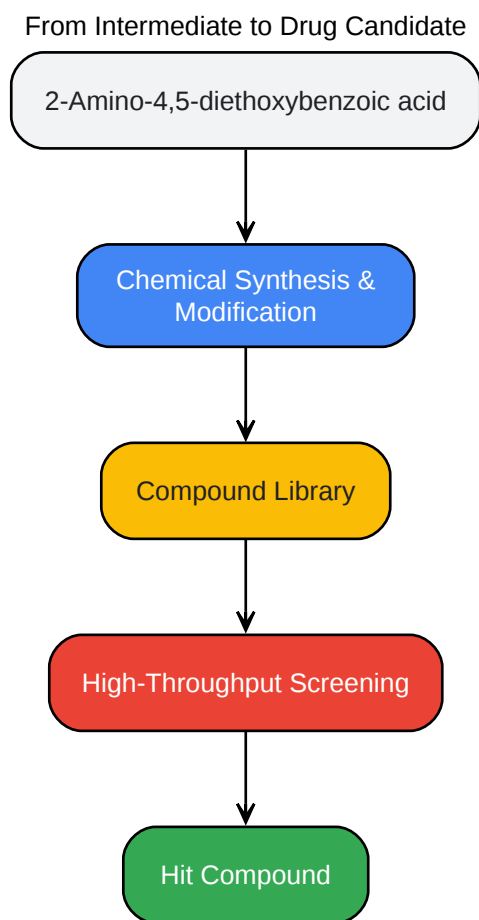 From Intermediate to Drug Candidate
2-Amino-4,5-diethoxybenzoic acid
Chemical Synthesis &
Modification
Compound Library
High-Throughput Screening
Hit Compound